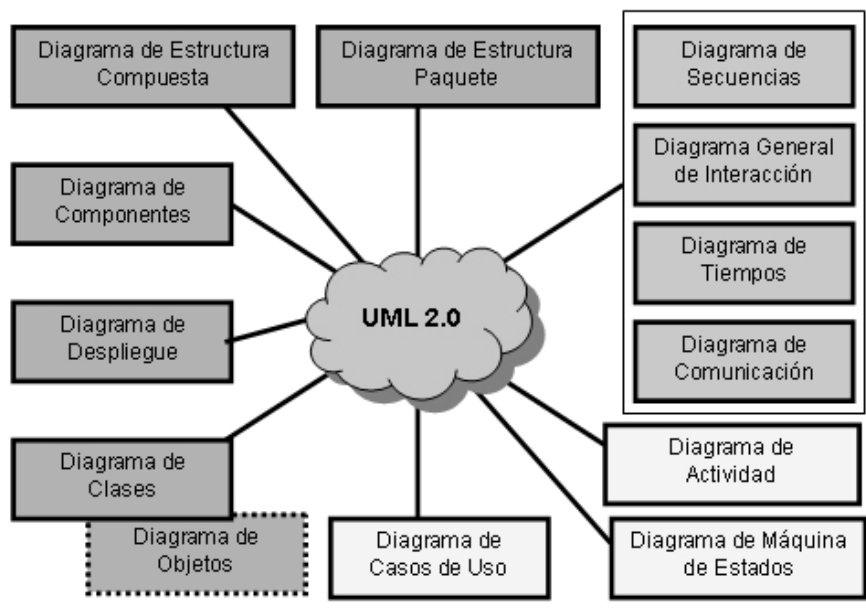 Diagrama de Estructura
Compuesta
Diagrama de Estructura
Paquete
Diagrama de
Secuencias
Diagrama General
de Interacción
Diagrama de
Componentes
Diagrama de
Tiempos
UML 2.0
Diagrama de
Despliegue
Diagrama de
Comunicación
Diagrama de
Clases
Diagrama de
Actividad
Diagrama de
Objetos
Diagrama de
Casos de Uso
Diagrama de Máquina
de Estados